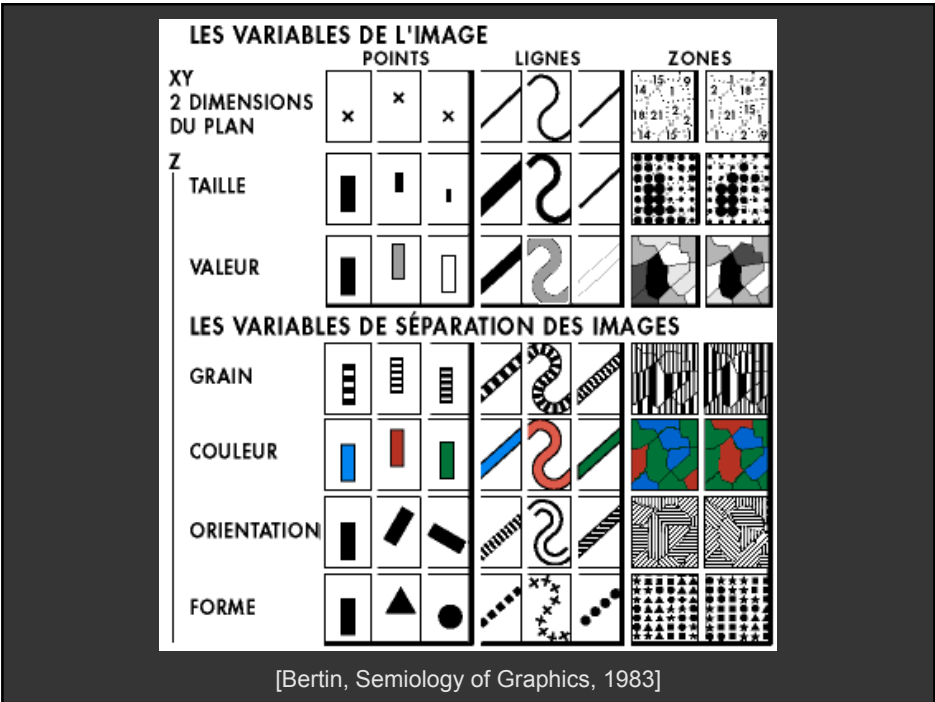 LES VARIABLES DE L'IMAGE
POINTS LIGNES ZONES
XY
2 DIMENSIONS
DU PLAN
Z
TAILLE
VALEUR
LES VARIABLES DE SÉPARATION DES IMAGES
GRAIN
COULEUR
ORIENTATION
FORME
[Bertin, Semiology of Graphics, 1983]